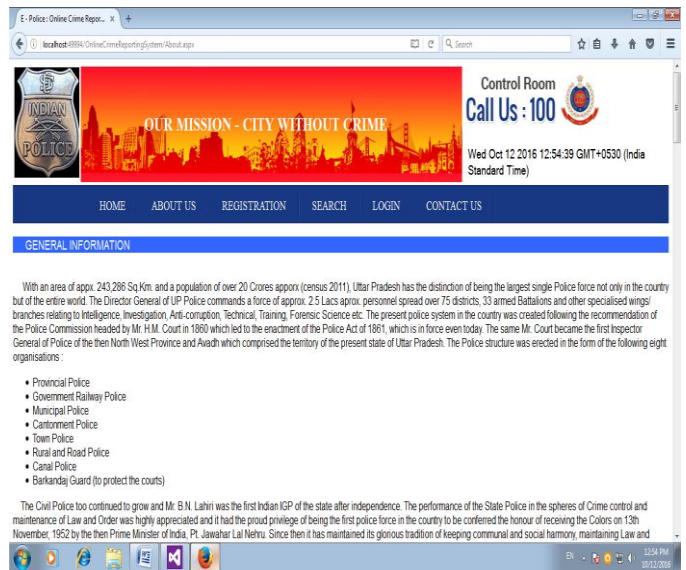 E - Police: Online Crime Repor... x +
localhost:49994/OnlineCrimeReportingSystem/About.aspx
Search
INDIAN
POLICE
OUR MISSION - CITY WITHOUT CRIME
Control Room
Call Us : 100
Wed Oct 12 2016 12:54:39 GMT+0530 (India
Standard Time)
HOME ABOUT US REGISTRATION SEARCH LOGIN CONTACT US
GENERAL INFORMATION
With an area of appx. 243,286 Sq.Km. and a population of over 20 Crores apporx (census 2011), Uttar Pradesh has the distinction of being the largest single Police force not only in the country
but of the entire world. The Director General of UP Police commands a force of approx. 2.5 Lacs aprox. personnel spread over 75 districts, 33 armed Battalions and other specialised wings/
branches relating to Intelligence, Investigation, Anti-corruption, Technical, Training, Forensic Science etc. The present police system in the country was created following the recommendation of
the Police Commission headed by Mr. H.M. Court in 1860 which led to the enactment of the Police Act of 1861, which is in force even today. The same Mr. Court became the first Inspector
General of Police of the then North West Province and Avadh which comprised the territory of the present state of Uttar Pradesh. The Police structure was erected in the form of the following eight
organisations :
• Provincial Police
• Government Railway Police
• Municipal Police
• Cantonment Police
• Town Police
• Rural and Road Police
• Canal Police
• Barkandaj Guard (to protect the courts)
The Civil Police too continued to grow and Mr. B.N. Lahiri was the first Indian IGP of the state after independence. The performance of the State Police in the spheres of Crime control and
maintenance of Law and Order was highly appreciated and it had the proud privilege of being the first police force in the country to be conferred the honour of receiving the Colors on 13th
November, 1952 by the then Prime Minister of India, Pt. Jawahar Lal Nehru. Since then it has maintained its glorious tradition of keeping communal and social harmony, maintaining Law and
EN
12:54 PM
10/12/2016